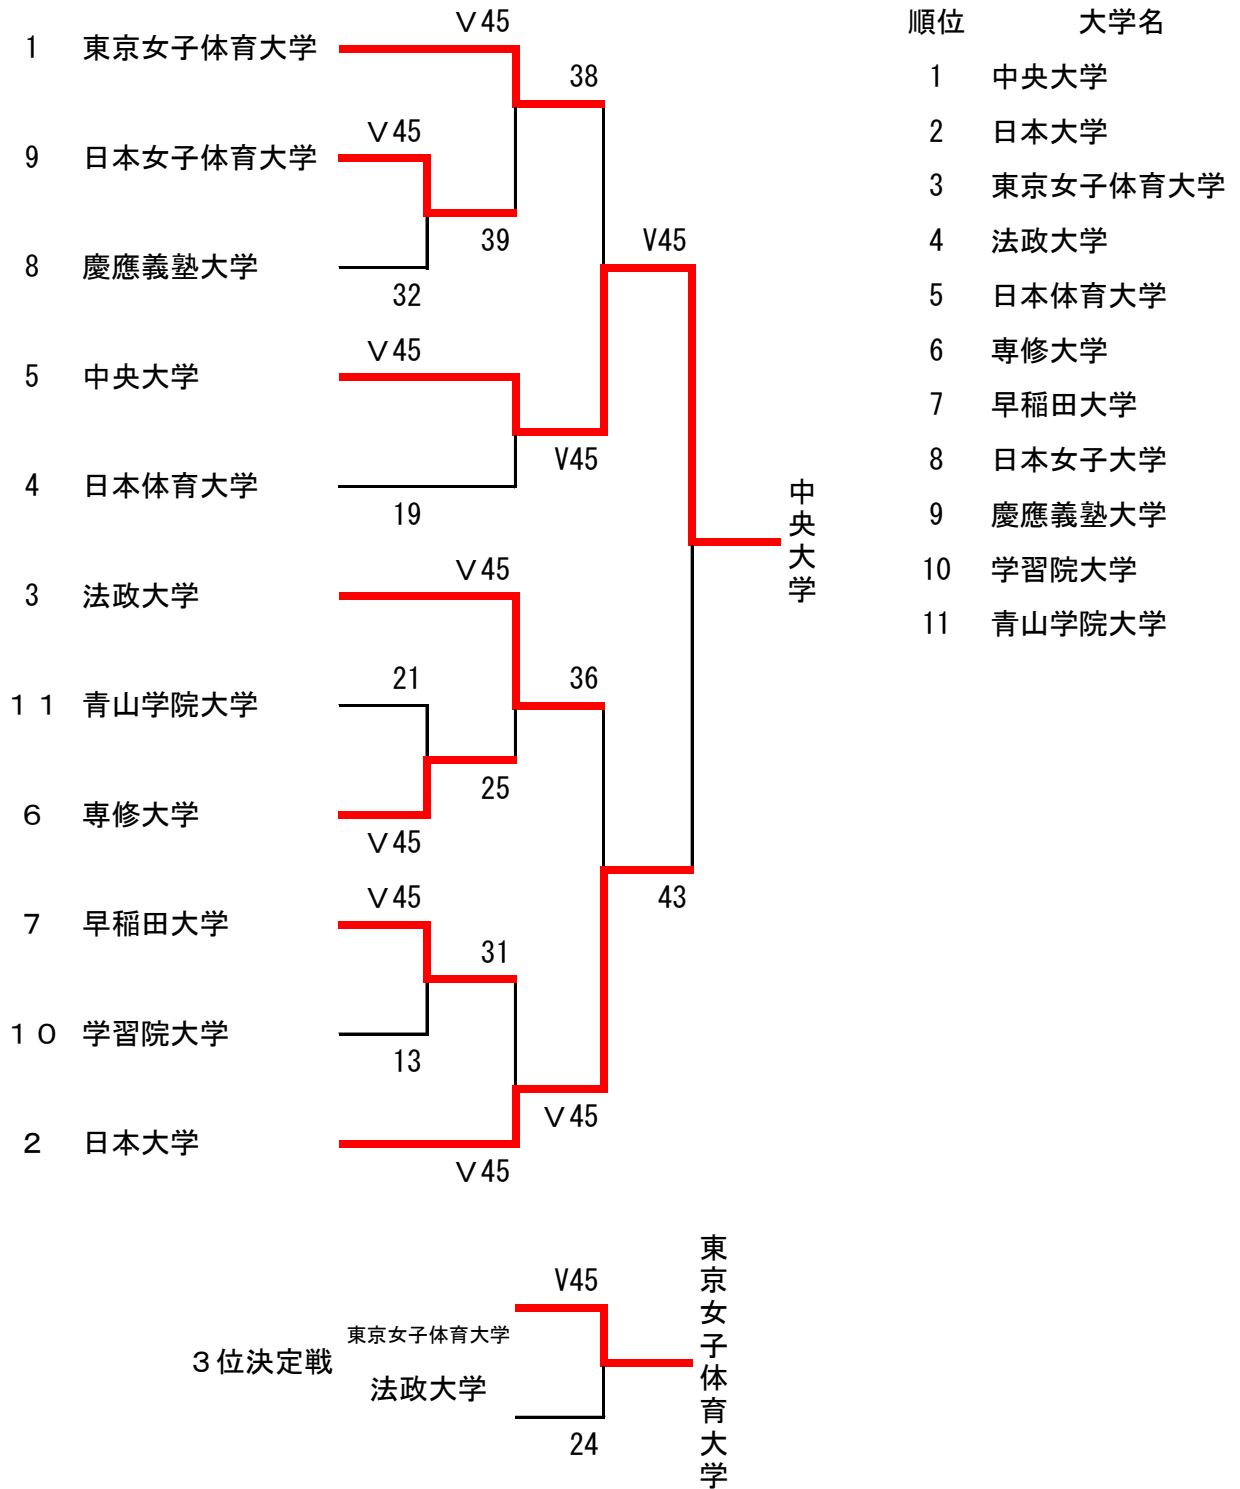 V45
1 東京女子体育大学
38
V45
9 日本女子体育大学
39
V45
8 慶應義塾大学
32
V45
5 中央大学
V45
4 日本体育大学
19
中央大学
V45
3 法政大学
21
36
11 青山学院大学
25
6 専修大学
V45
V45
43
7 早稲田大学
31
10 学習院大学
13
V45
2 日本大学
V45
順位 大学名
1 中央大学
2 日本大学
3 東京女子体育大学
4 法政大学
5 日本体育大学
6 専修大学
7 早稲田大学
8 日本女子大学
9 慶應義塾大学
10 学習院大学
11 青山学院大学
V45
東京女子体育大学
3位決定戦
法政大学
24
東京女子体育大学